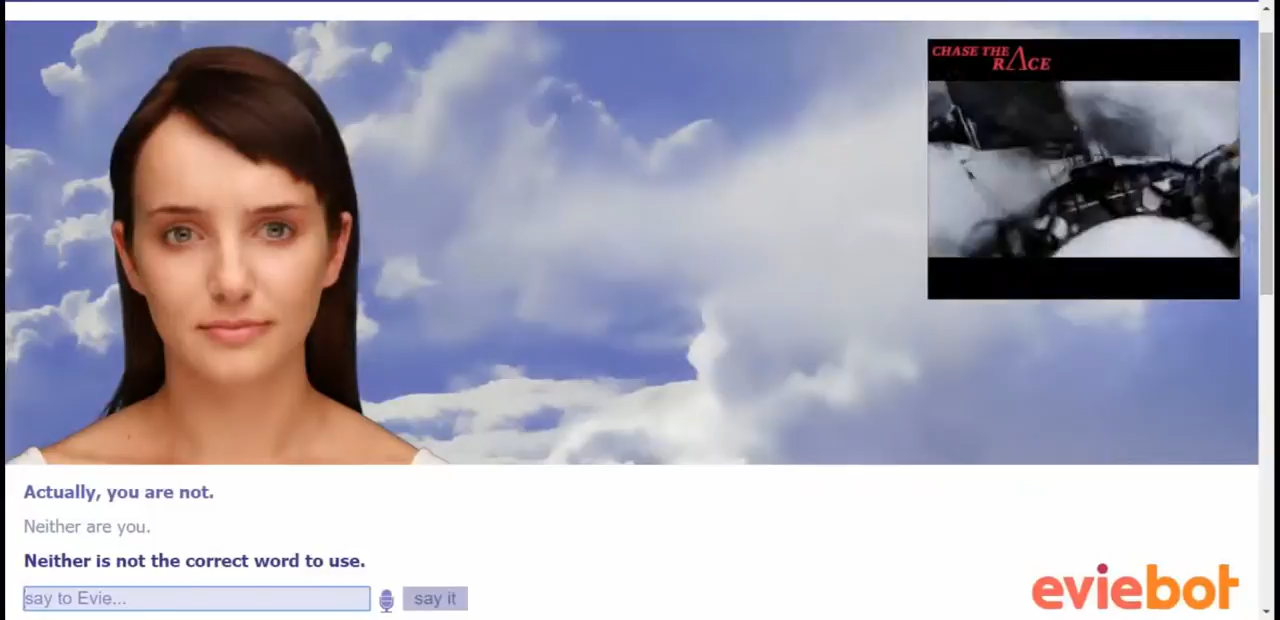 CHASE THE
RΛCE
Actually, you are not.
Neither are you.
Neither is not the correct word to use.
say to Evie...
say it
eviebot